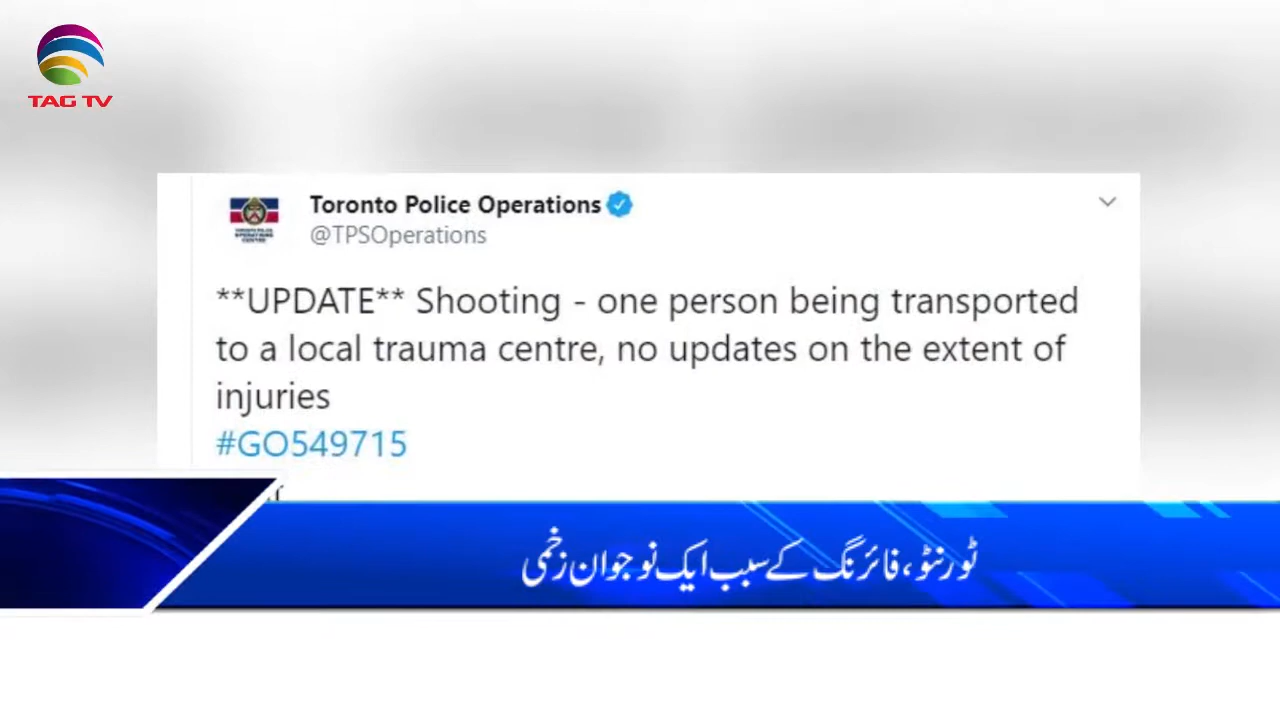 TAG TV
Toronto Police Operations
@TPSOperations
**UPDATE** Shooting - one person being transported
to a local trauma centre, no updates on the extent of
injuries
#GO549715
ٹورنٹو، فائرنگ کے سبب ایک نوجوان زخمی